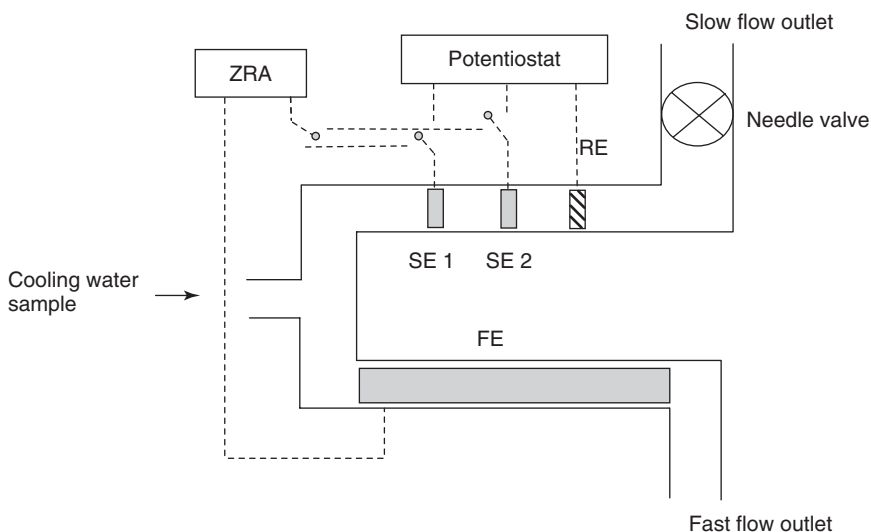 Slow flow outlet
ZRA
Potentiostat
Needle valve
RE
SE 1
SE 2
Cooling water
sample
FE
Fast flow outlet